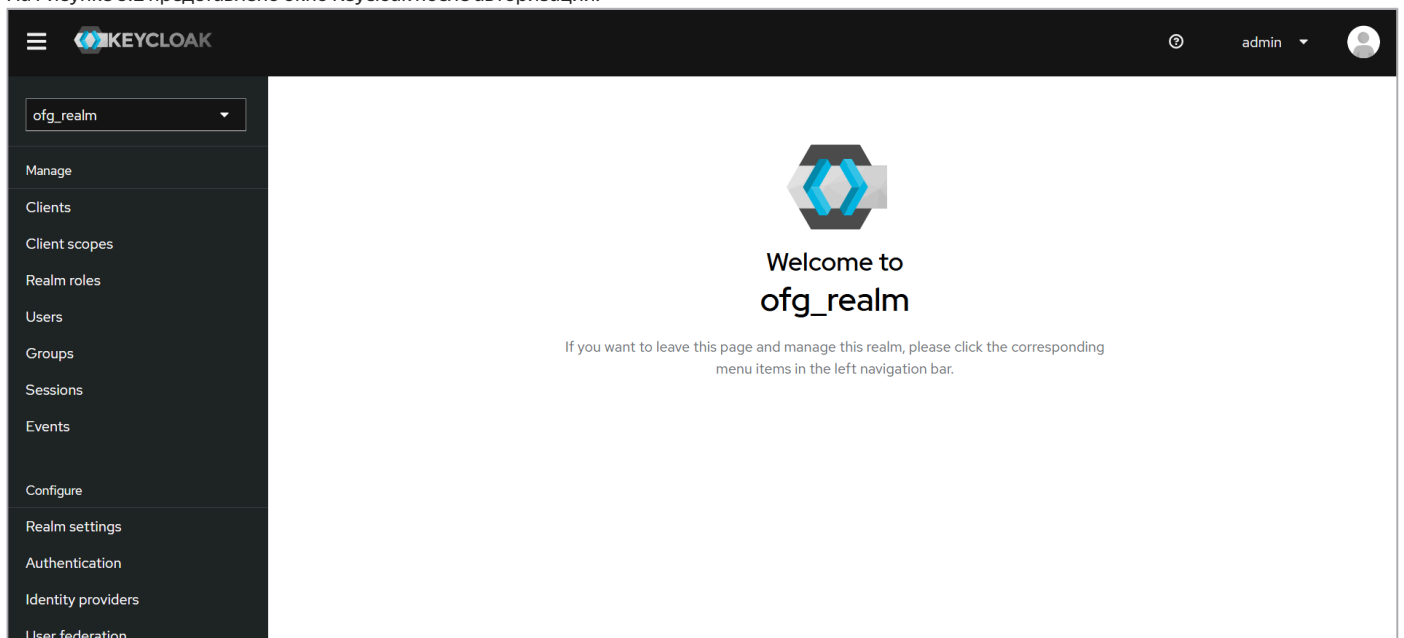 На Рисунке 3.2 представлено окно Keycloak после авторизации.
KEYCLOAK
admin
ofg_realm
Manage
Clients
Client scopes
Realm roles
Users
Groups
Sessions
Events
Configure
Realm settings
Authentication
Identity providers
User federation
Welcome to
ofg_realm
If you want to leave this page and manage this realm, please click the corresponding
menu items in the left navigation bar.